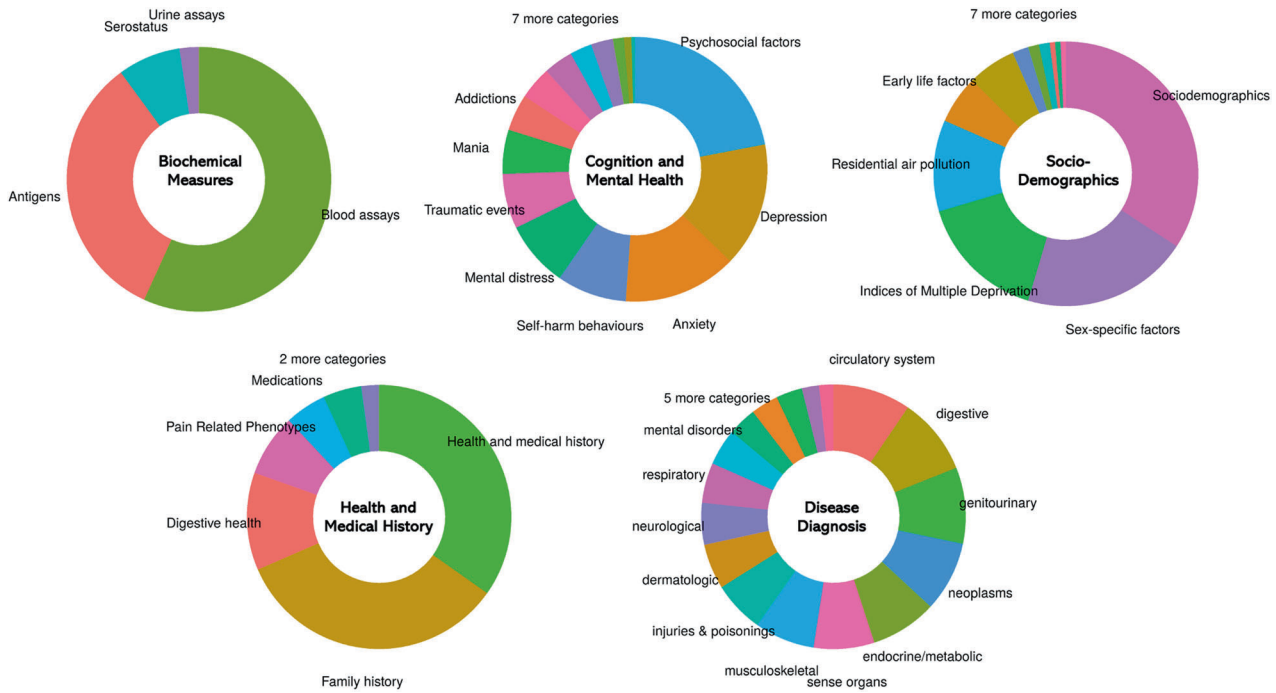 Urine assays
Serostatus
Antigens
Biochemical
Measures
Blood assays
7 more categories
Psychosocial factors
Addictions
Mania
Cognition and
Mental Health
Traumatic events
Depression
Mental distress
Self-harm behaviours
Anxiety
7 more categories
Early life factors
Sociodemographics
Residential air pollution
Socio-
Demographics
Indices of Multiple Deprivation
Sex-specific factors
2 more categories
Medications
Pain Related Phenotypes
Health and medical history
Health and
Medical History
Digestive health
Family history
circulatory system
5 more categories
digestive
mental disorders
respiratory
genitourinary
Disease
Diagnosis
neurological
dermatologic
neoplasms
injuries & poisonings
endocrine/metabolic
musculoskeletal
sense organs